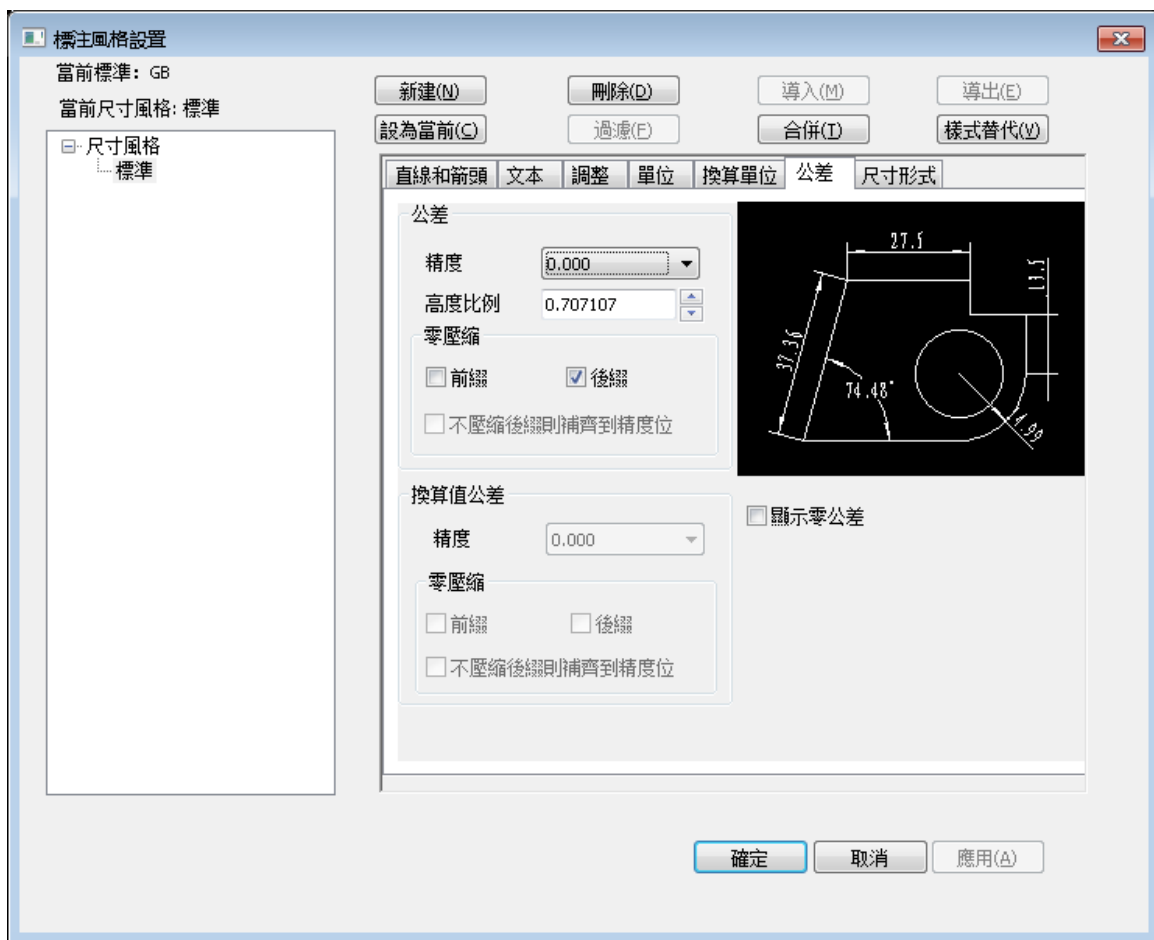 標注風格設置
當前標準: GB
當前尺寸風格: 標準
新建(N) 刪除(D) 導入(M) 導出(E)
設為當前(C) 過濾(F) 合併(I) 樣式替代(V)
尺寸風格
標準
直線和箭頭 文本 調整 單位 換算單位 公差 尺寸形式
公差
精度 0.000
高度比例 0.707107
零壓縮
前綴 後綴
不壓縮後綴則補齊到精度位
27.5
13.5
37.36
74.48°
14.99
換算值公差
顯示零公差
精度 0.000
零壓縮
前綴 後綴
不壓縮後綴則補齊到精度位
確定 取消 應用(A)